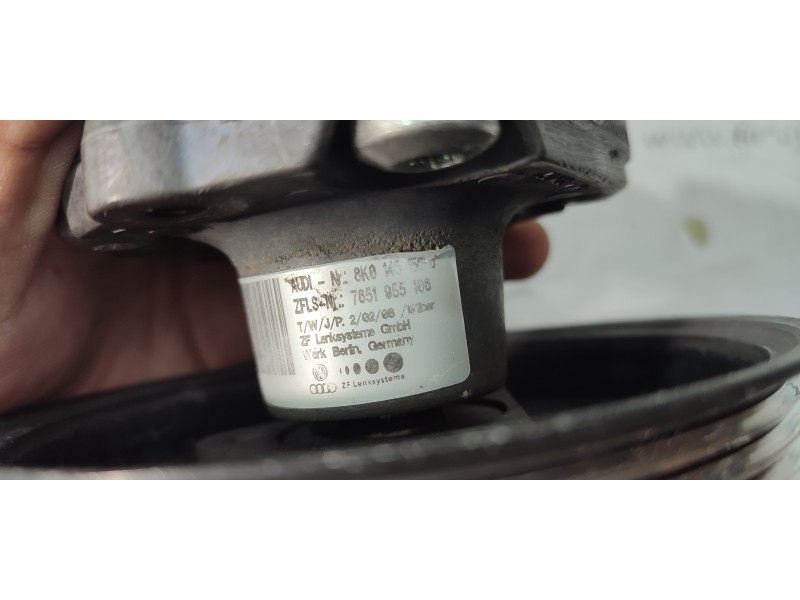 AUDI - Nr.: 8K0 145
ZFLS-Nr.: 7651 955 106
T/W/J/P: 2/02/08 /
ZF Lenksysteme GmbH
Werk Berlin, Germany
ZF Lenksysteme